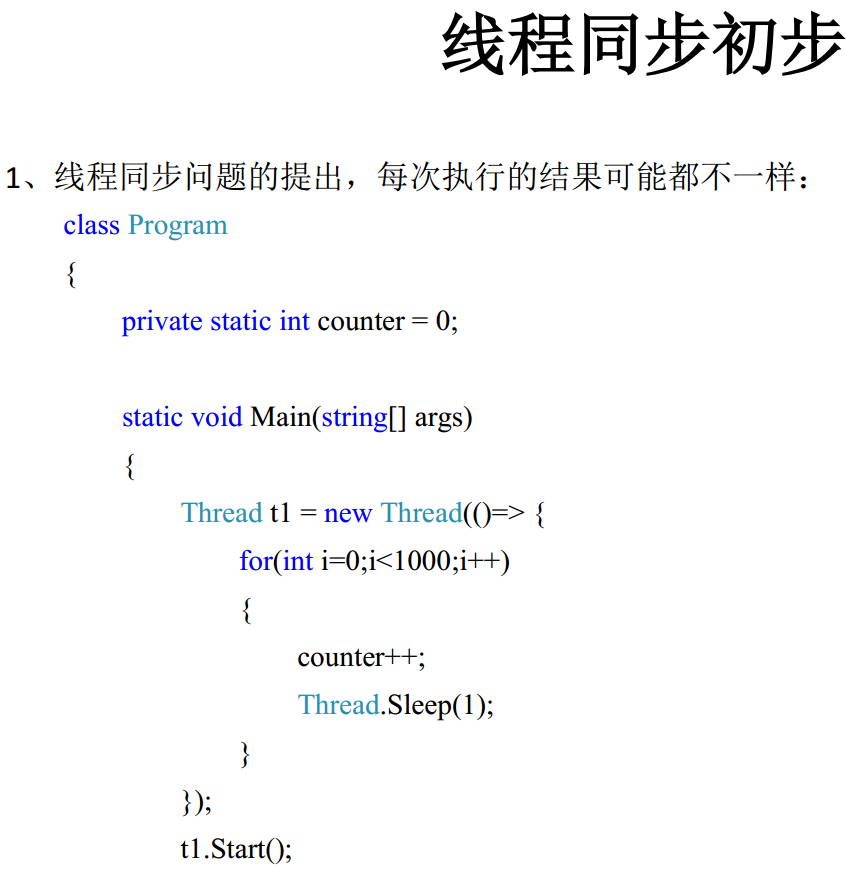 线程同步初步
1、线程同步问题的提出，每次执行的结果可能都不一样：
class Program
{
private static int counter = 0;
static void Main(string[] args)
{
Thread t1 = new Thread(()=> {
for(int i=0;i<1000;i++)
{
counter++;
Thread.Sleep(1);
}
});
t1.Start();